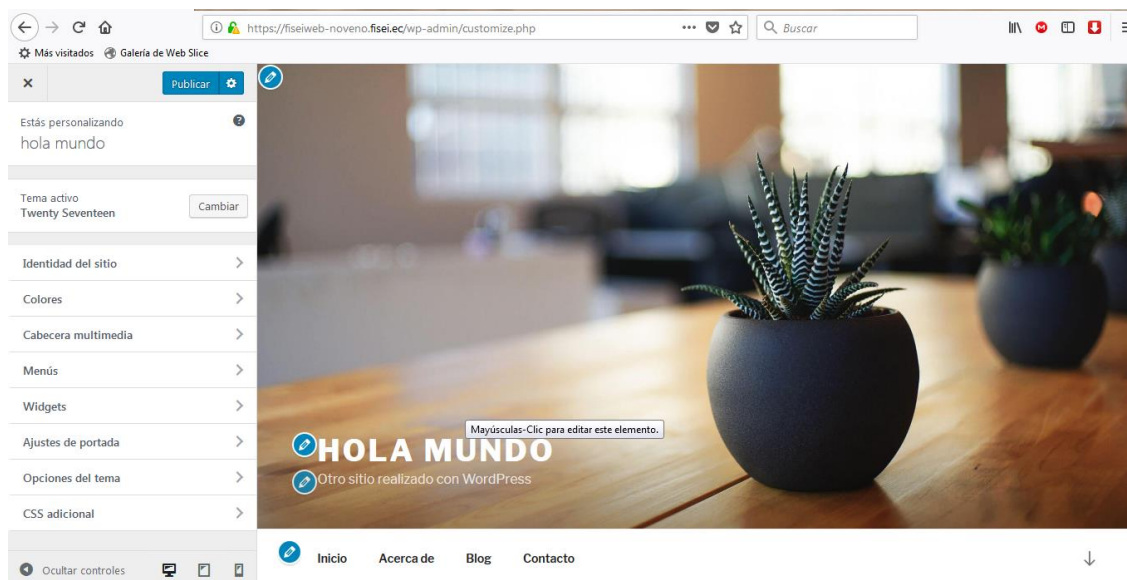 https://fiseiweb-noveno.fisei.ec/wp-admin/customize.php
Buscar
Más visitados
Galería de Web Slice
Publicar
Estás personalizando
hola mundo
Tema activo
Twenty Seventeen
Cambiar
Identidad del sitio
Colores
Cabecera multimedia
Menús
Widgets
Ajustes de portada
Opciones del tema
CSS adicional
Ocultar controles
Mayúsculas-Clic para editar este elemento.
HOLA MUNDO
Otro sitio realizado con WordPress
Inicio Acerca de Blog Contacto